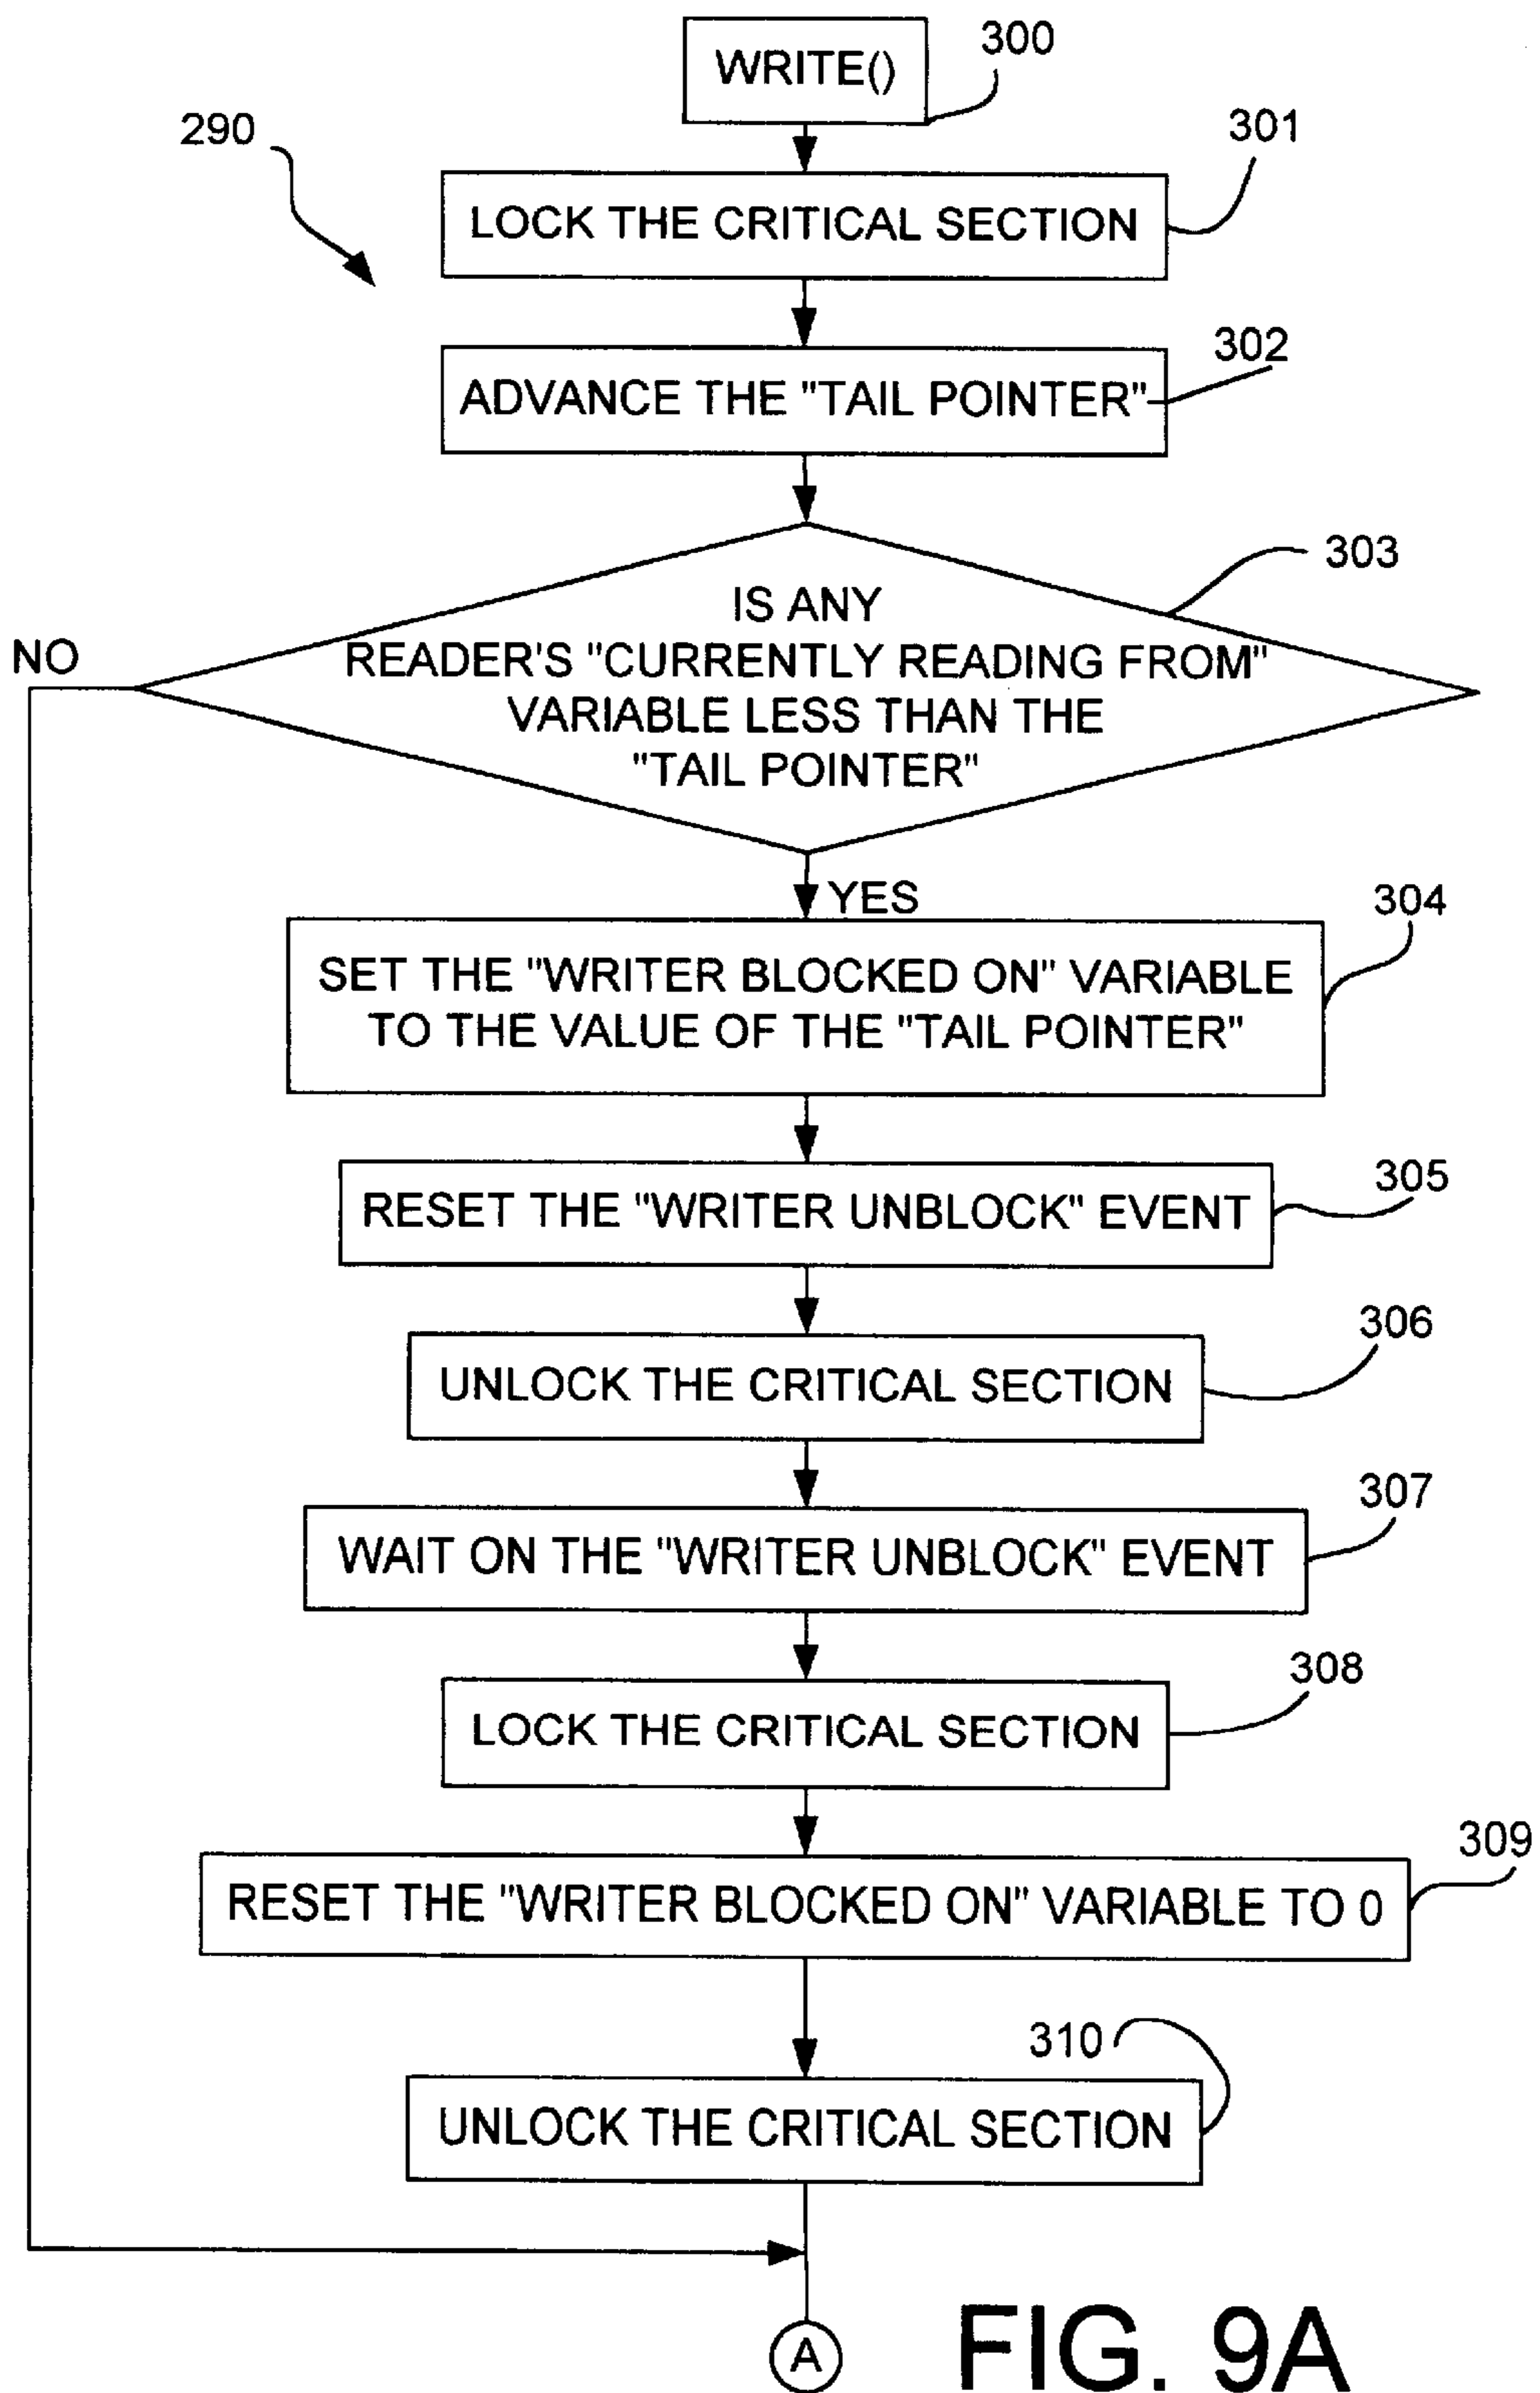 WRITE()
300
290
301
LOCK THE CRITICAL SECTION
302
ADVANCE THE "TAIL POINTER"
303
IS ANY
NO
READER'S "CURRENTLY READING FROM"
VARIABLE LESS THAN THE
"TAIL POINTER"
YES
304
SET THE "WRITER BLOCKED ON" VARIABLE
TO THE VALUE OF THE "TAIL POINTER"
305
RESET THE "WRITER UNBLOCK" EVENT
306
UNLOCK THE CRITICAL SECTION
307
WAIT ON THE "WRITER UNBLOCK" EVENT
308
LOCK THE CRITICAL SECTION
309
RESET THE "WRITER BLOCKED ON" VARIABLE TO 0
310
UNLOCK THE CRITICAL SECTION
A
FIG. 9A